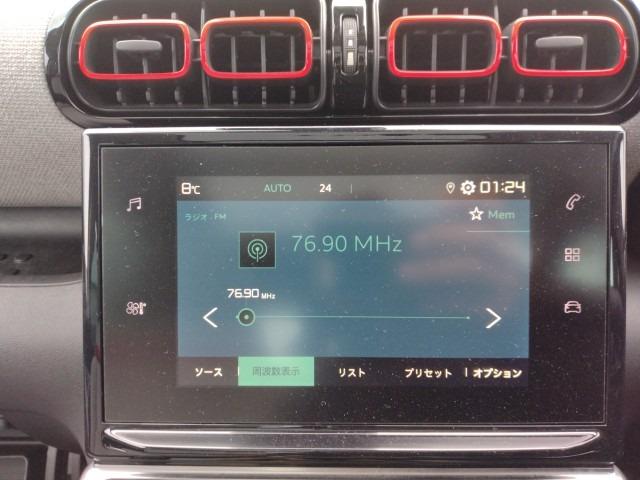 8℃ AUTO 24 01:24
ラジオ . FM
Mem
76.90 MHz
76.90 MHz
ソース 周波数表示 リスト プリセット オプション